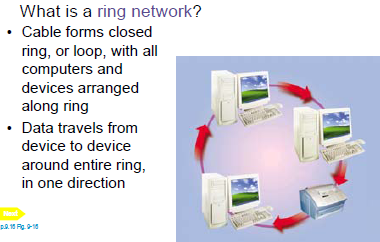 What is a ring network?
• Cable forms closed
ring, or loop, with all
computers and
devices arranged
along ring
• Data travels from
device to device
around entire ring,
in one direction
p.9.16 Fig. 9-16